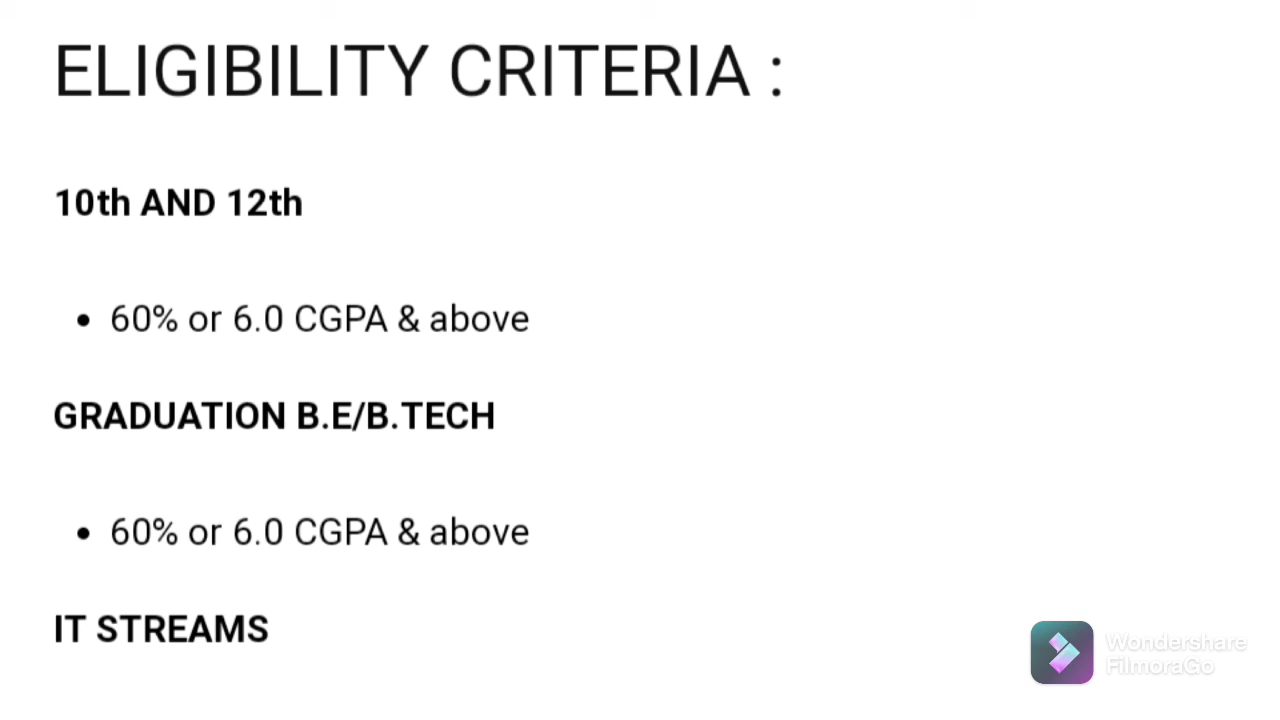 ELIGIBILITY CRITERIA :
10th AND 12th
• 60% or 6.0 CGPA & above
GRADUATION B.E/B.TECH
• 60% or 6.0 CGPA & above
IT STREAMS
Wondershare
FilmoraGo